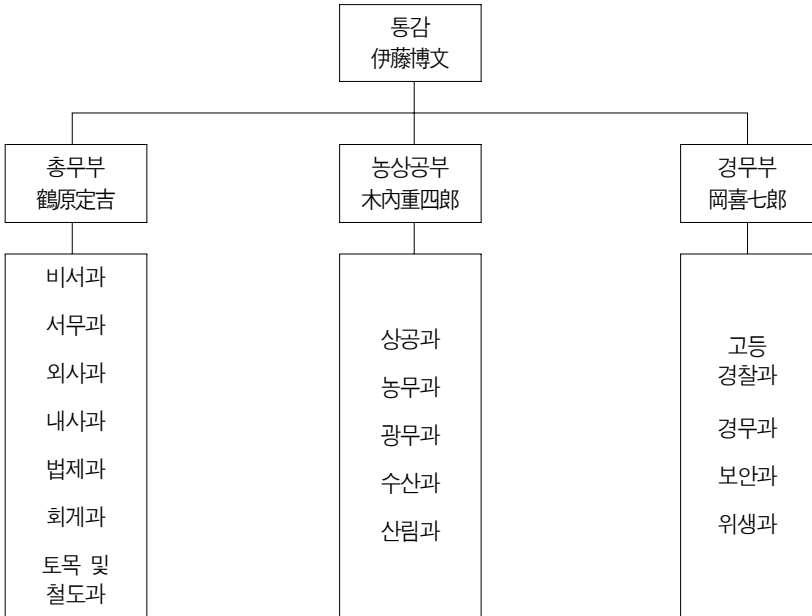 통감
伊藤博文
총무부
鶴原定吉
농상공부
木內重四郎
경무부
岡喜七郎
비서과
서무과
외사과
내사과
법제과
회게과
토목 및
철도과
상공과
농무과
광무과
수산과
산림과
고등
경찰과
경무과
보안과
위생과